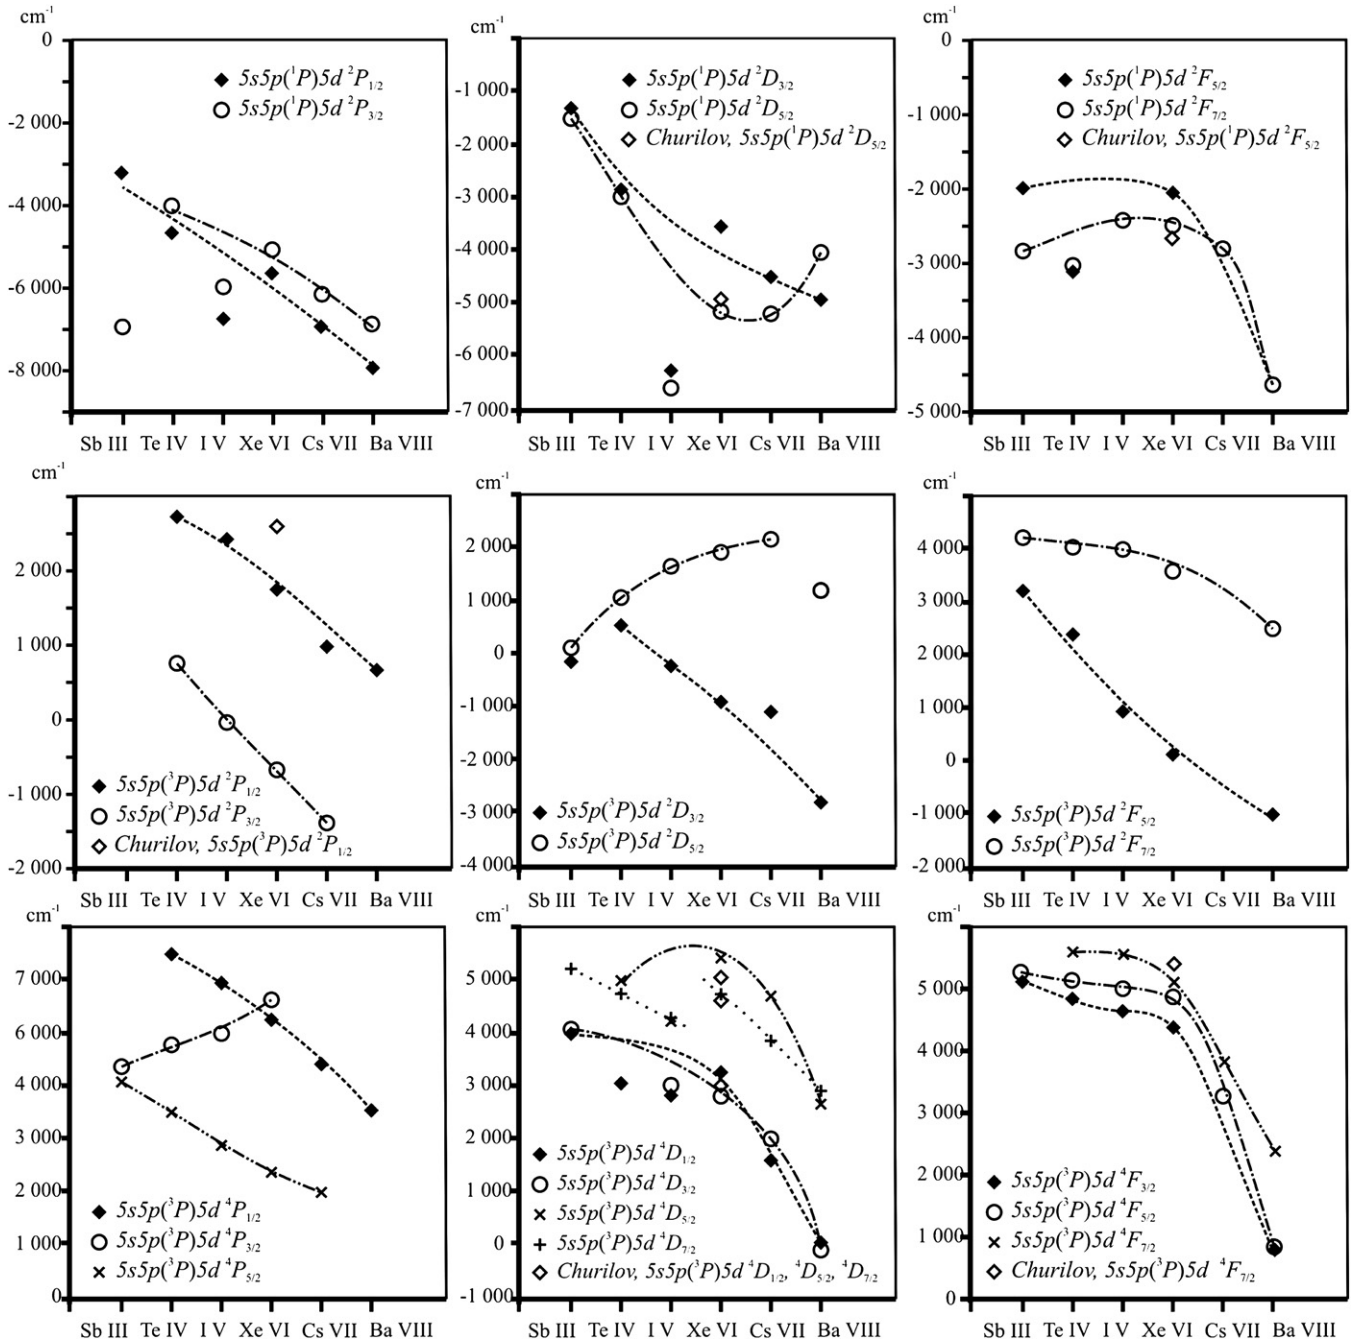 cm⁻¹
0
-2 000
-4 000
-6 000
-8 000
5s5p(¹P)5d ²P₁/₂
5s5p(¹P)5d ²P₃/₂
Sb III Te IV I V Xe VI Cs VII Ba VIII
cm⁻¹
-1 000
-2 000
-3 000
-4 000
-5 000
-6 000
-7 000
5s5p(¹P)5d ²D₃/₂
5s5p(¹P)5d ²D₅/₂
Churilov, 5s5p(¹P)5d ²D₅/₂
Sb III Te IV I V Xe VI Cs VII Ba VIII
cm⁻¹
0
-1 000
-2 000
-3 000
-4 000
-5 000
5s5p(¹P)5d ²F₅/₂
5s5p(¹P)5d ²F₇/₂
Churilov, 5s5p(¹P)5d ²F₅/₂
Sb III Te IV I V Xe VI Cs VII Ba VIII
cm⁻¹
2 000
1 000
0
-1 000
-2 000
5s5p(³P)5d ²P₁/₂
5s5p(³P)5d ²P₃/₂
Churilov, 5s5p(³P)5d ²P₁/₂
Sb III Te IV I V Xe VI Cs VII Ba VIII
cm⁻¹
2 000
1 000
0
-1 000
-2 000
-3 000
-4 000
5s5p(³P)5d ²D₃/₂
5s5p(³P)5d ²D₅/₂
Sb III Te IV I V Xe VI Cs VII Ba VIII
cm⁻¹
4 000
3 000
2 000
1 000
0
-1 000
-2 000
5s5p(³P)5d ²F₅/₂
5s5p(³P)5d ²F₇/₂
Sb III Te IV I V Xe VI Cs VII Ba VIII
cm⁻¹
7 000
6 000
4 000
3 000
2 000
1 000
0
5s5p(³P)5d ⁴P₁/₂
5s5p(³P)5d ⁴P₃/₂
5s5p(³P)5d ⁴P₅/₂
Sb III Te IV I V Xe VI Cs VII Ba VIII
cm⁻¹
5 000
4 000
3 000
2 000
1 000
0
-1 000
5s5p(³P)5d ⁴D₁/₂
5s5p(³P)5d ⁴D₃/₂
5s5p(³P)5d ⁴D₅/₂
5s5p(³P)5d ⁴D₇/₂
Churilov, 5s5p(³P)5d ⁴D₁/₂, ⁴D₅/₂, ⁴D₇/₂
Sb III Te IV I V Xe VI Cs VII Ba VIII
cm⁻¹
5 000
4 000
3 000
2 000
1 000
0
5s5p(³P)5d ⁴F₃/₂
5s5p(³P)5d ⁴F₅/₂
5s5p(³P)5d ⁴F₇/₂
Churilov, 5s5p(³P)5d ⁴F₇/₂
Sb III Te IV I V Xe VI Cs VII Ba VIII